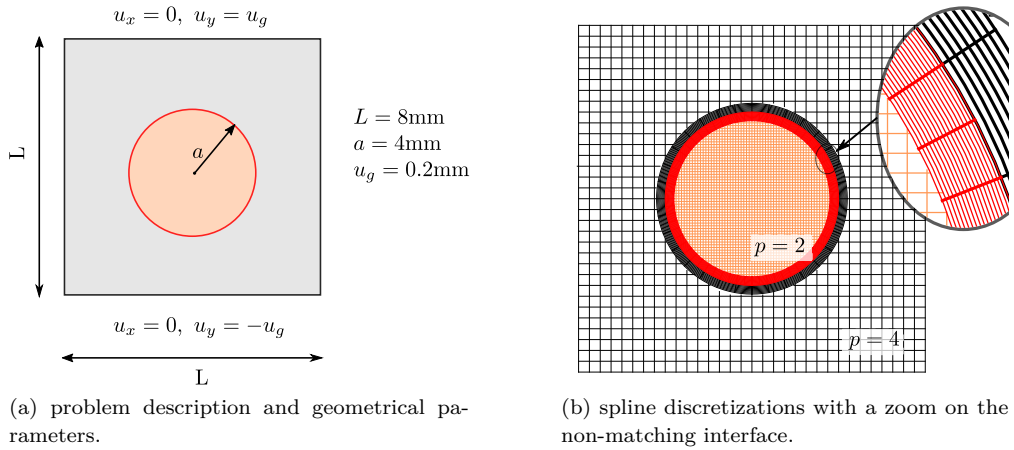 u_x = 0, u_y = u_g
L
a
L = 8mm
a = 4mm
u_g = 0.2mm
u_x = 0, u_y = −u_g
L
(a) problem description and geometrical pa-
rameters.
p = 2
p = 4
(b) spline discretizations with a zoom on the
non-matching interface.